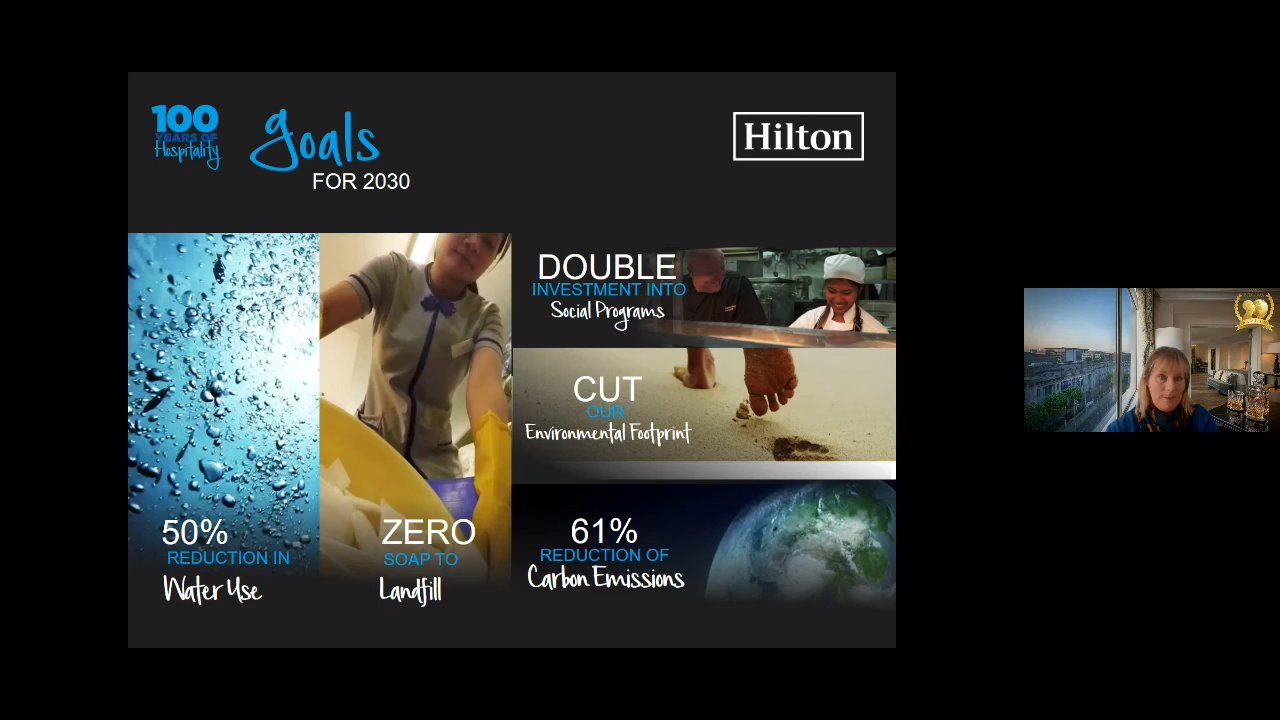 100
YEARS OF
Hospitality
goals
FOR 2030
Hilton
50%
REDUCTION IN
Water Use
ZERO
SOAP TO
Landfill
DOUBLE
INVESTMENT INTO
Social Programs
CUT
OUR
Environmental Footprint
61%
REDUCTION OF
Carbon Emissions